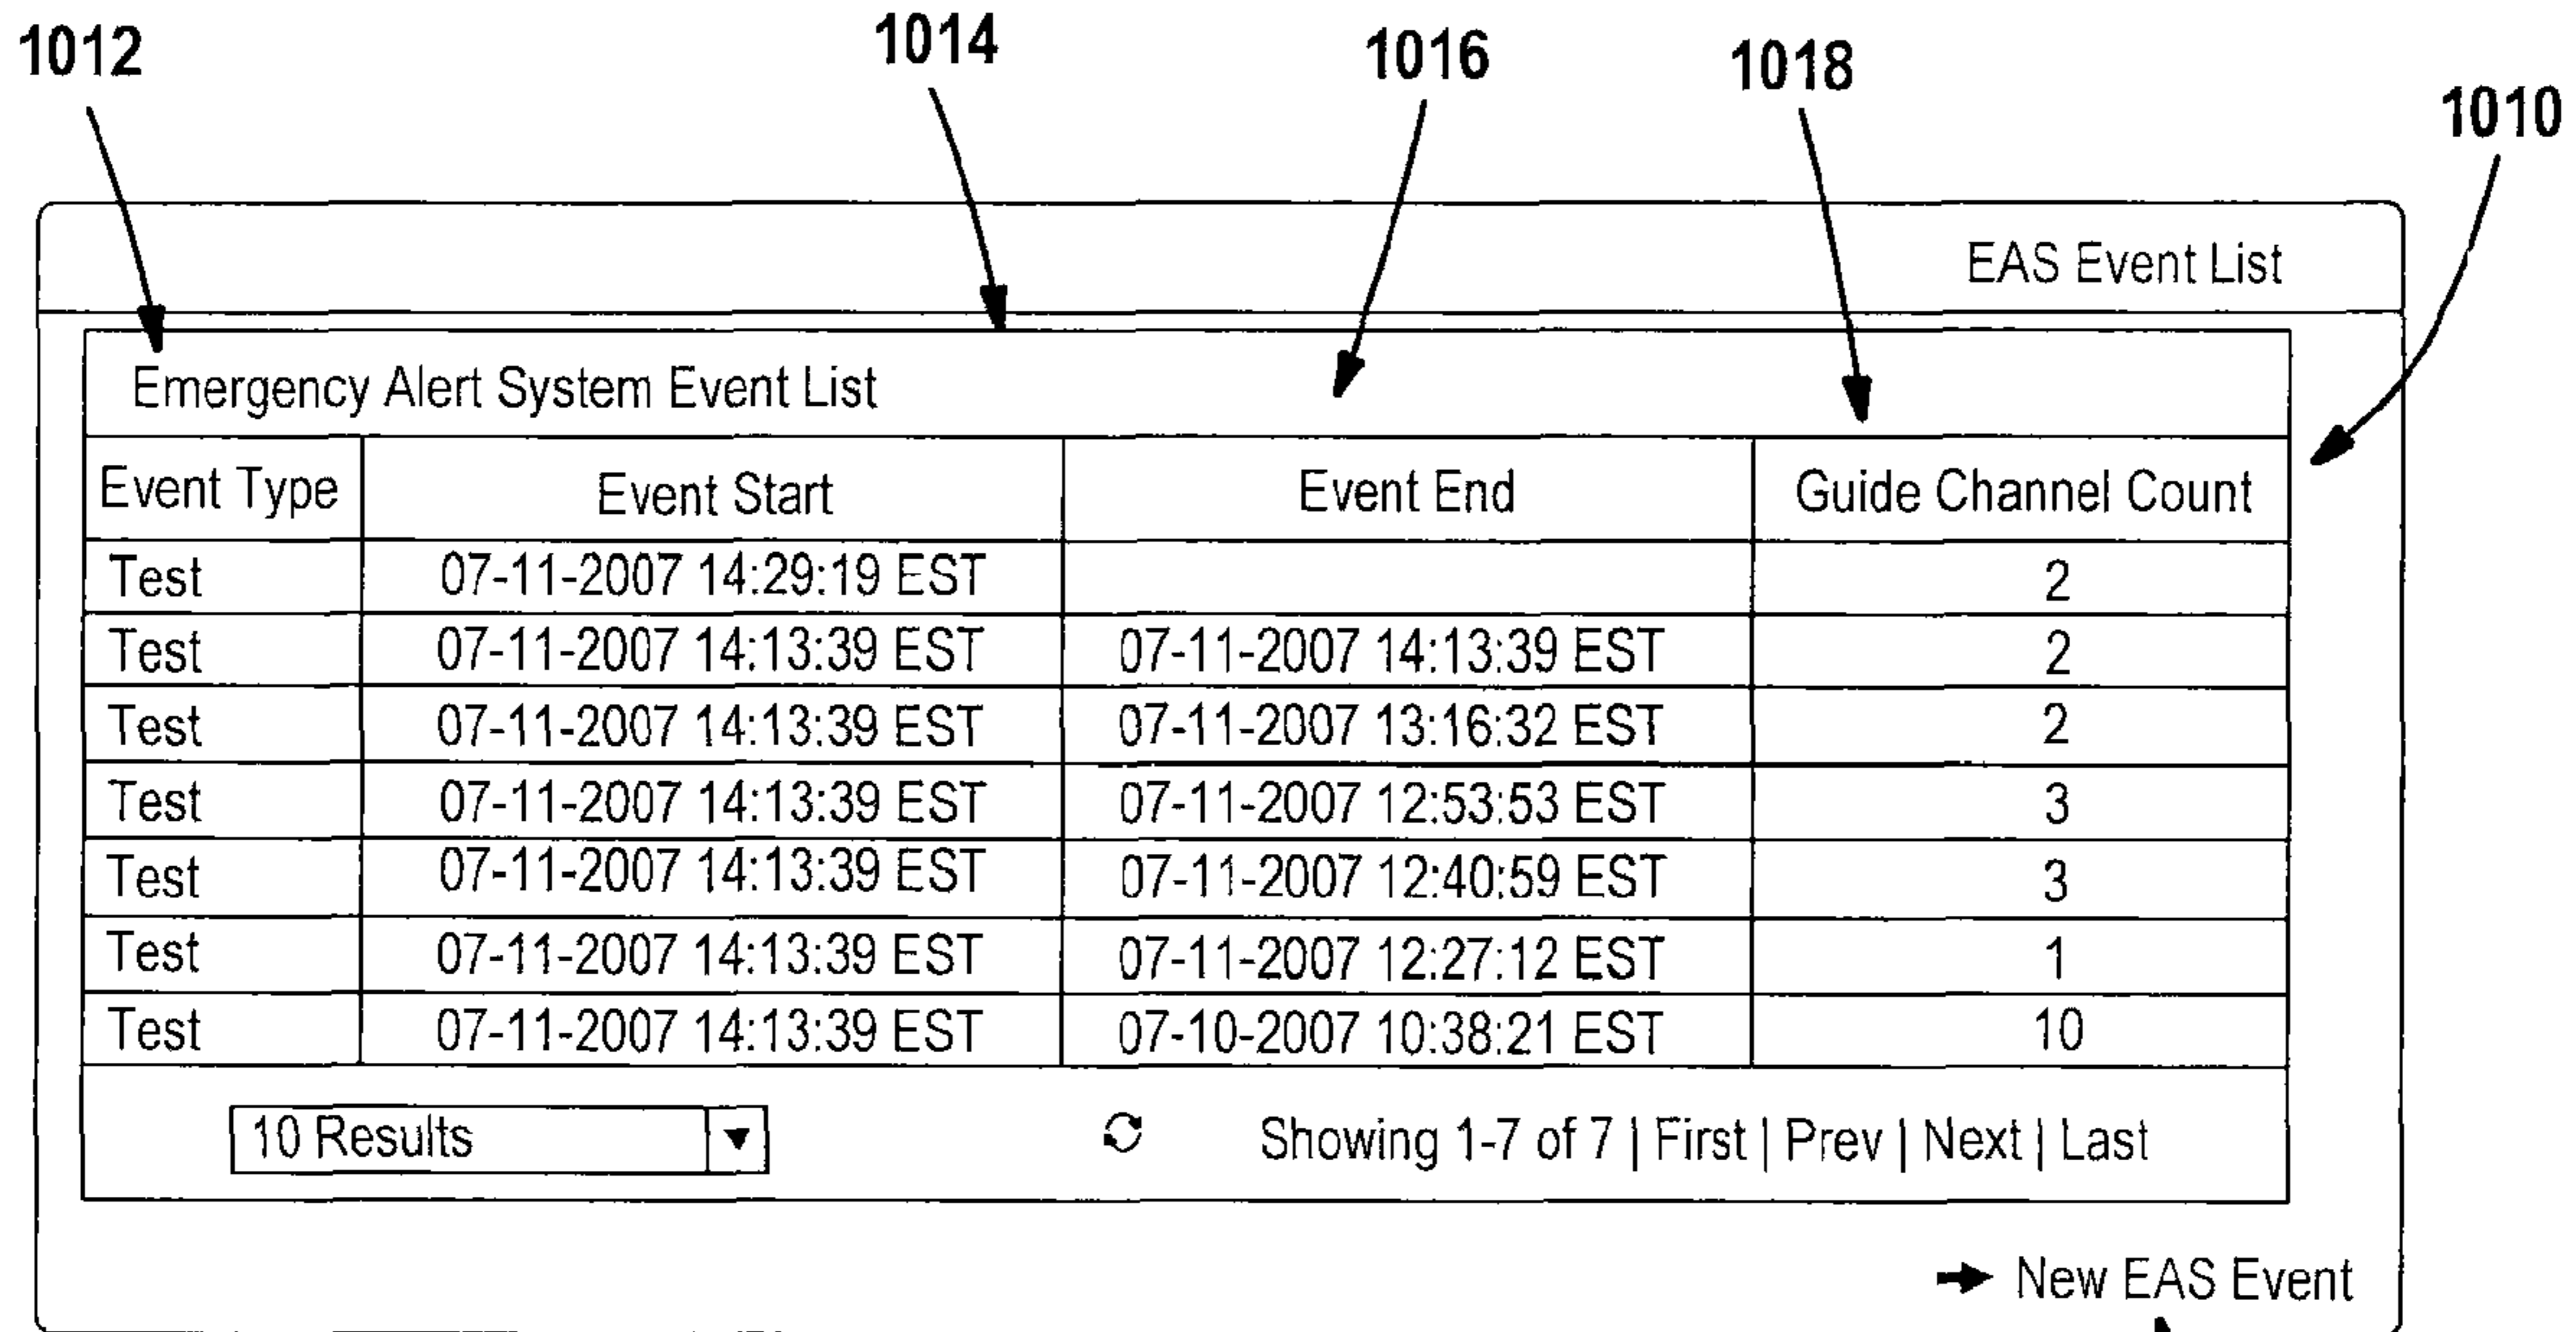 1012 1014 1016 1018 1010
EAS Event List
Emergency Alert System Event List
Event Type Event Start Event End Guide Channel Count
Test 07-11-2007 14:29:19 EST 2
Test 07-11-2007 14:13:39 EST 07-11-2007 14:13:39 EST 2
Test 07-11-2007 14:13:39 EST 07-11-2007 13:16:32 EST 2
Test 07-11-2007 14:13:39 EST 07-11-2007 12:53:53 EST 3
Test 07-11-2007 14:13:39 EST 07-11-2007 12:40:59 EST 3
Test 07-11-2007 14:13:39 EST 07-11-2007 12:27:12 EST 1
Test 07-11-2007 14:13:39 EST 07-10-2007 10:38:21 EST 10
10 Results Showing 1-7 of 7 | First | Prev | Next | Last
New EAS Event